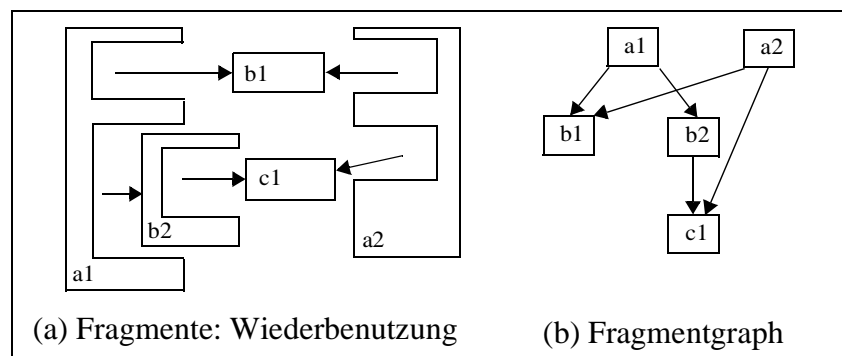 b1
c1
b2
a2
a1
(a) Fragmente: Wiederbenutzung
a1
a2
b1
b2
c1
(b) Fragmentgraph